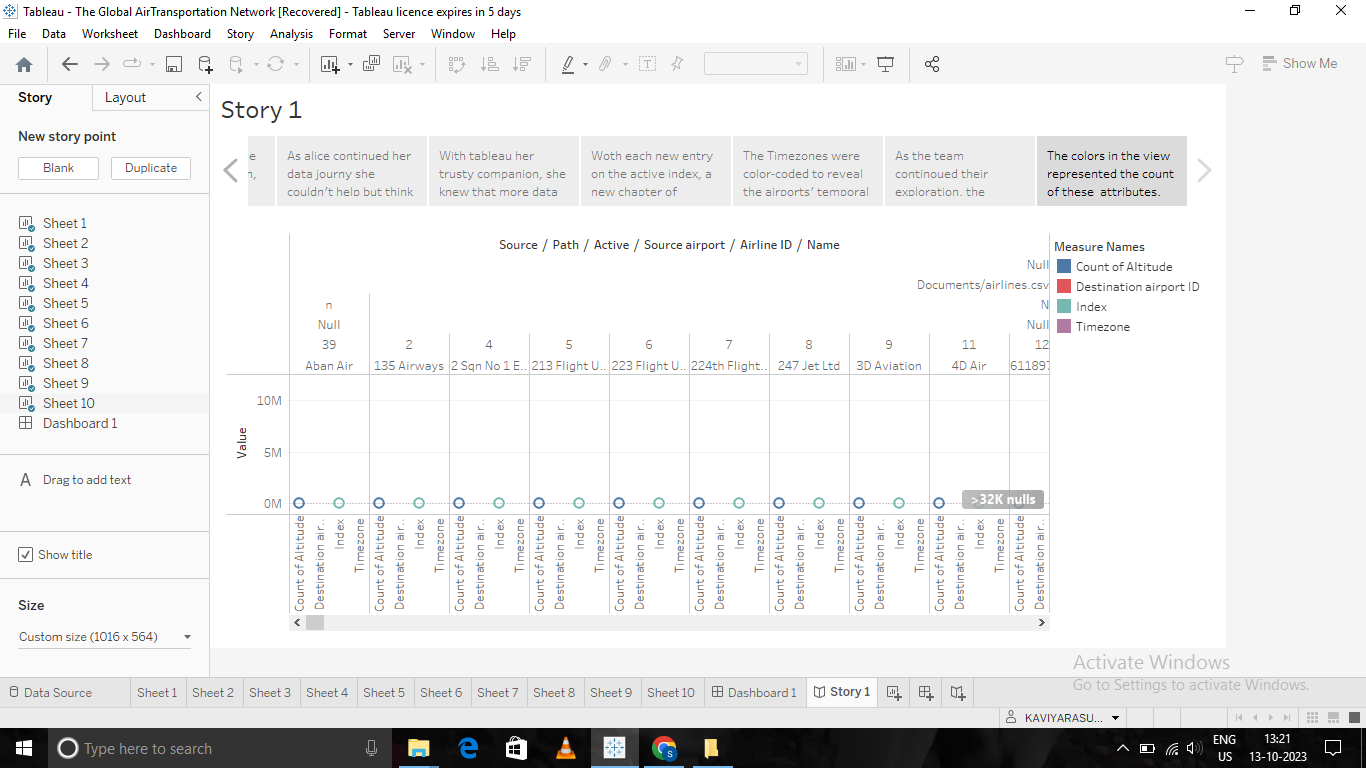 Tableau - The Global AirTransportation Network [Recovered] - Tableau licence expires in 5 days
File Data Worksheet Dashboard Story Analysis Format Server Window Help
Show Me
Story Layout
New story point
Blank Duplicate
Sheet 1
Sheet 2
Sheet 3
Sheet 4
Sheet 5
Sheet 6
Sheet 7
Sheet 8
Sheet 9
Sheet 10
Dashboard 1
A Drag to add text
Show title
Size
Custom size (1016 x 564)
Story 1
e
n,
As alice continued her
data journy she
couldn't help but think
With tableau her
trusty companion, she
knew that more data
Woth each new entry
on the active index, a
new chapter of
The Timezones were
color-coded to reveal
the airports' temporal
As the team
continoued their
exploration, the
The colors in the view
represented the count
of these attributes.
Source / Path / Active / Source airport / Airline ID / Name
Null
Documents/airlines.csv
n N
Null Null
39 2 4 5 6 7 8 9 11 12
Aban Air 135 Airways 2 Sqn No 1 E.. 213 Flight U.. 223 Flight U.. 224th Flight.. 247 Jet Ltd 3D Aviation 4D Air 611897
10M
5M
0M
Value
>32K nulls
Count of Altitude Destination air.. Index Timezone Count of Altitude Destination air.. Index Timezone Count of Altitude Destination air.. Index Timezone Count of Altitude Destination air.. Index Timezone Count of Altitude Destination air.. Index Timezone Count of Altitude Destination air.. Index Timezone Count of Altitude Destination air.. Index Timezone Count of Altitude Destination air.. Index Timezone Count of Altitude Destination air.. Index Timezone Count of Altitude Destination air..
Measure Names
Count of Altitude
Destination airport ID
Index
Timezone
Activate Windows
Go to Settings to activate Windows.
Data Source Sheet 1 Sheet 2 Sheet 3 Sheet 4 Sheet 5 Sheet 6 Sheet 7 Sheet 8 Sheet 9 Sheet 10 Dashboard 1 Story 1
KAVIYARASU...
Type here to search
S
ENG
US
13:21
13-10-2023